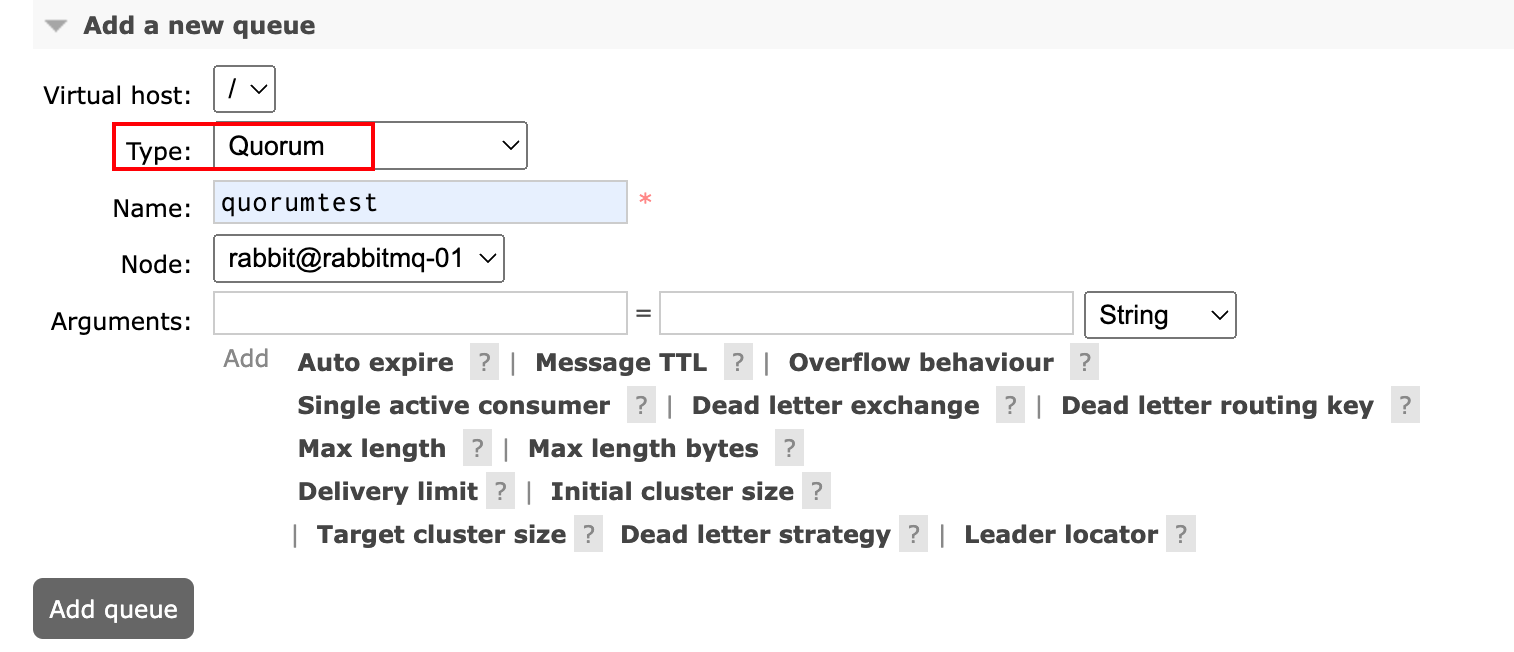 Add a new queue
Virtual host: /
Type: Quorum
Name: quorumtest *
Node: rabbit@rabbitmq-01
Arguments: = String
Add Auto expire ? | Message TTL ? | Overflow behaviour ?
Single active consumer ? | Dead letter exchange ? | Dead letter routing key ?
Max length ? | Max length bytes ?
Delivery limit ? | Initial cluster size ?
| Target cluster size ? Dead letter strategy ? | Leader locator ?
Add queue